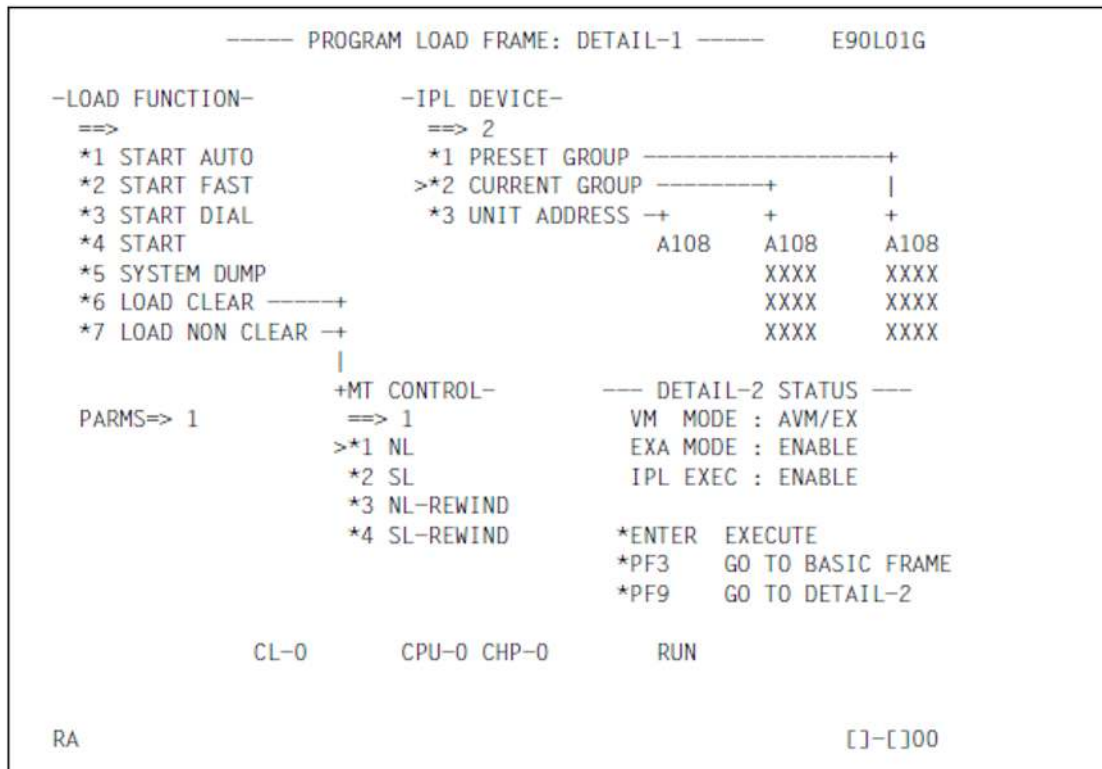 ----- PROGRAM LOAD FRAME: DETAIL-1 -----     E90L01G
-LOAD FUNCTION-           -IPL DEVICE-
==>                         ==> 2
*1 START AUTO             *1 PRESET GROUP ------------------+
*2 START FAST            >*2 CURRENT GROUP --------+        |
*3 START DIAL             *3 UNIT ADDRESS -+       +        +
*4 START                                 A108    A108     A108
*5 SYSTEM DUMP                                   XXXX     XXXX
*6 LOAD CLEAR -----+                             XXXX     XXXX
*7 LOAD NON CLEAR -+                             XXXX     XXXX
|
+MT CONTROL-        --- DETAIL-2 STATUS ---
PARMS=> 1           ==> 1                 VM  MODE : AVM/EX
>*1 NL                EXA MODE : ENABLE
*2 SL                 IPL EXEC : ENABLE
*3 NL-REWIND
*4 SL-REWIND        *ENTER  EXECUTE
*PF3    GO TO BASIC FRAME
*PF9    GO TO DETAIL-2
CL-0       CPU-0 CHP-0        RUN
RA                                                []-[]00